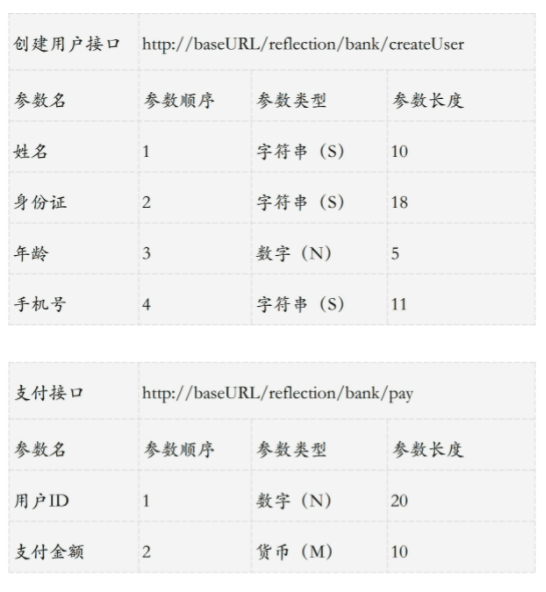 创建用户接口 http://baseURL/reflection/bank/createUser
参数名 参数顺序 参数类型 参数长度
姓名 1 字符串（S） 10
身份证 2 字符串（S） 18
年龄 3 数字（N） 5
手机号 4 字符串（S） 11
支付接口 http://baseURL/reflection/bank/pay
参数名 参数顺序 参数类型 参数长度
用户ID 1 数字（N） 20
支付金额 2 货币（M） 10